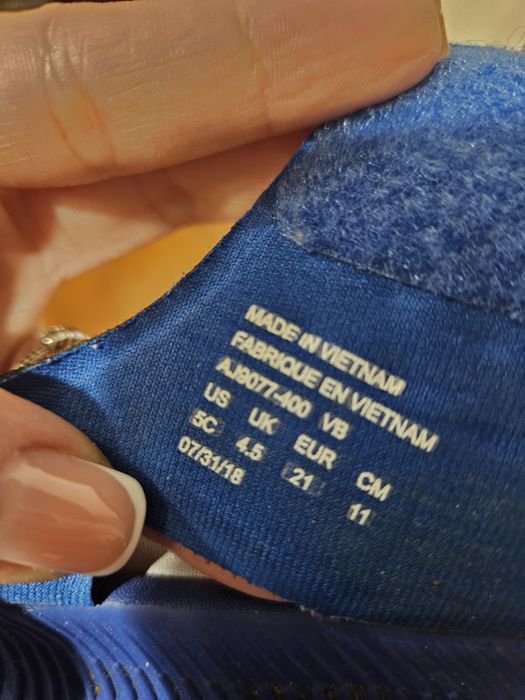 MADE IN VIETNAM
FABRIQUE EN VIETNAM
AJ8077-400 VB
US UK EUR CM
5C 4.5 21 11
07/31/18